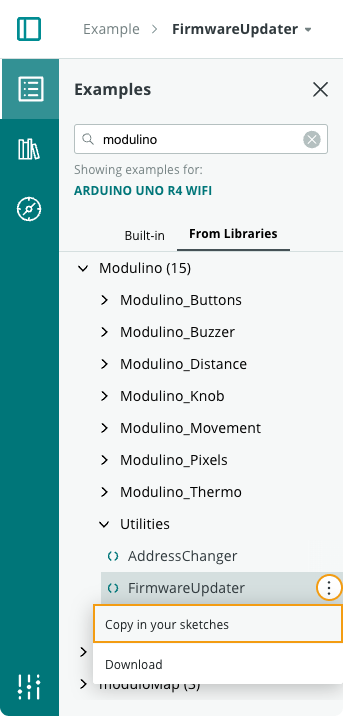 Example > FirmwareUpdater
Examples
modulino
Showing examples for:
ARDUINO UNO R4 WIFI
Built-in From Libraries
Modulino (15)
Modulino_Buttons
Modulino_Buzzer
Modulino_Distance
Modulino_Knob
Modulino_Movement
Modulino_Pixels
Modulino_Thermo
Utilities
AddressChanger
FirmwareUpdater
Copy in your sketches
Download
moduloMap (3)